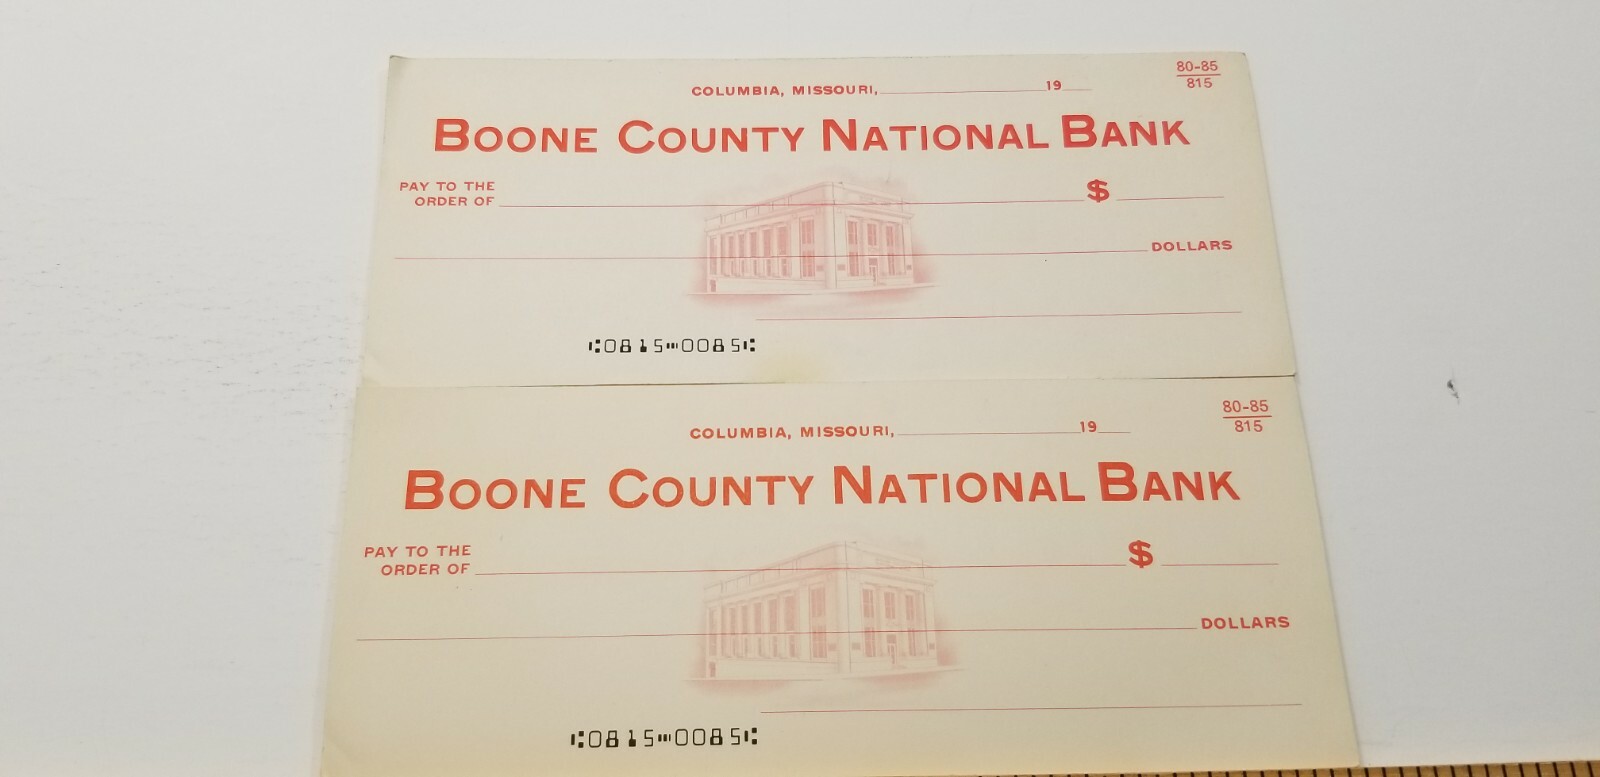 COLUMBIA, MISSOURI, 19
80-85
815
BOONE COUNTY NATIONAL BANK
PAY TO THE
ORDER OF $
DOLLARS
⑆0815⑉0085⑆
COLUMBIA, MISSOURI, 19
80-85
815
BOONE COUNTY NATIONAL BANK
PAY TO THE
ORDER OF $
DOLLARS
⑆0815⑉0085⑆